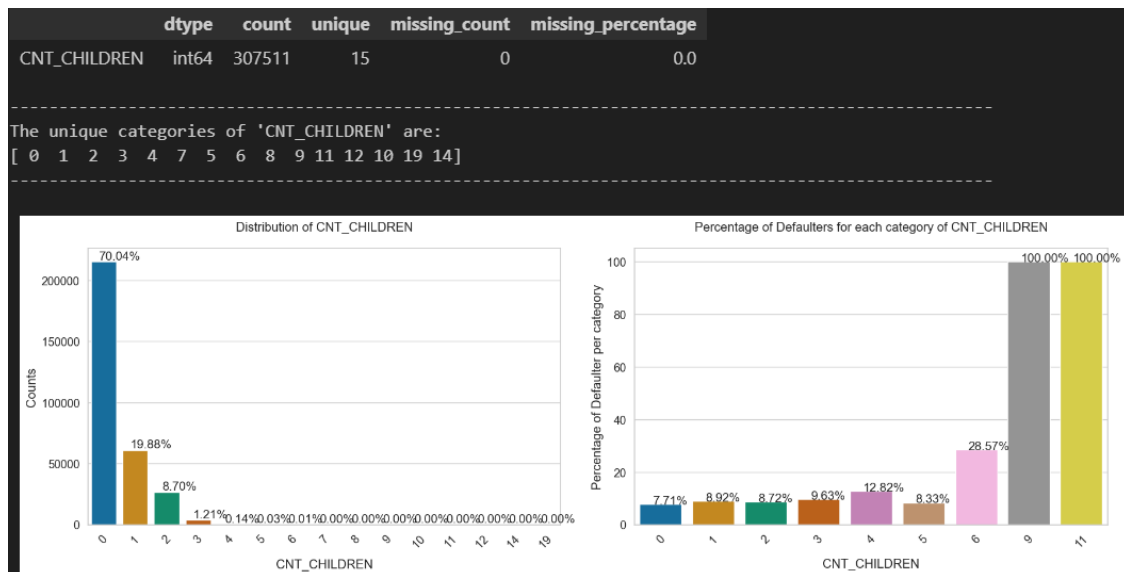 dtype count unique missing_count missing_percentage
CNT_CHILDREN int64 307511 15 0 0.0
----------------------------------------------------------------------------------------------------
The unique categories of 'CNT_CHILDREN' are:
[ 0 1 2 3 4 7 5 6 8 9 11 12 10 19 14]
----------------------------------------------------------------------------------------------------
Distribution of CNT_CHILDREN
70.04%
19.88%
8.70%
1.21%
0.14% 0.03% 0.01% 0.00% 0.00% 0.00% 0.00% 0.00% 0.00% 0.00% 0.00%
200000
150000
100000
50000
0
Counts
0 1 2 3 4 5 6 7 8 9 10 11 12 14 19
CNT_CHILDREN
Percentage of Defaulters for each category of CNT_CHILDREN
100.00% 100.00%
28.57%
7.71% 8.92% 8.72% 9.63% 12.82% 8.33%
100
80
60
40
20
0
Percentage of Defaulter per category
0 1 2 3 4 5 6 9 11
CNT_CHILDREN